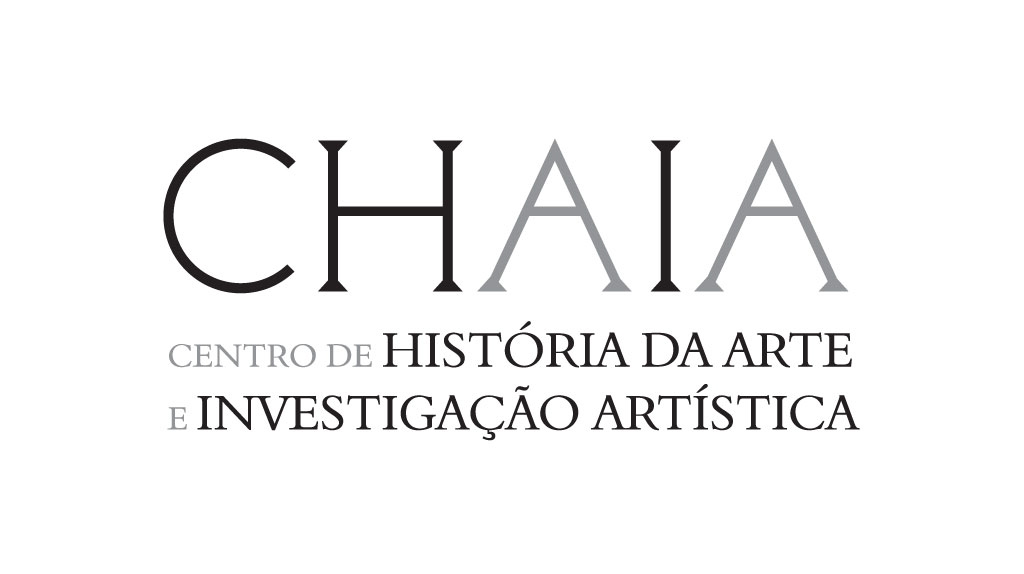 CHAIA
CENTRO DE HISTÓRIA DA ARTE
E INVESTIGAÇÃO ARTÍSTICA